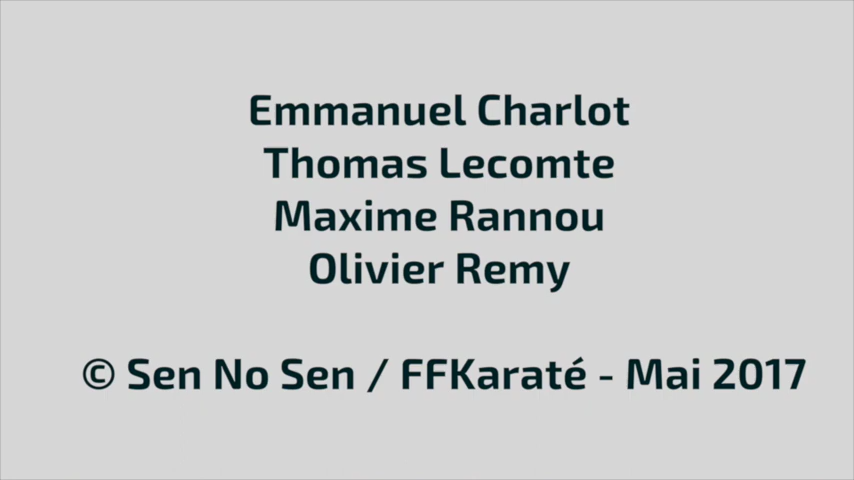 Emmanuel Charlot
Thomas Lecomte
Maxime Rannou
Olivier Remy
© Sen No Sen / FFKaraté - Mai 2017